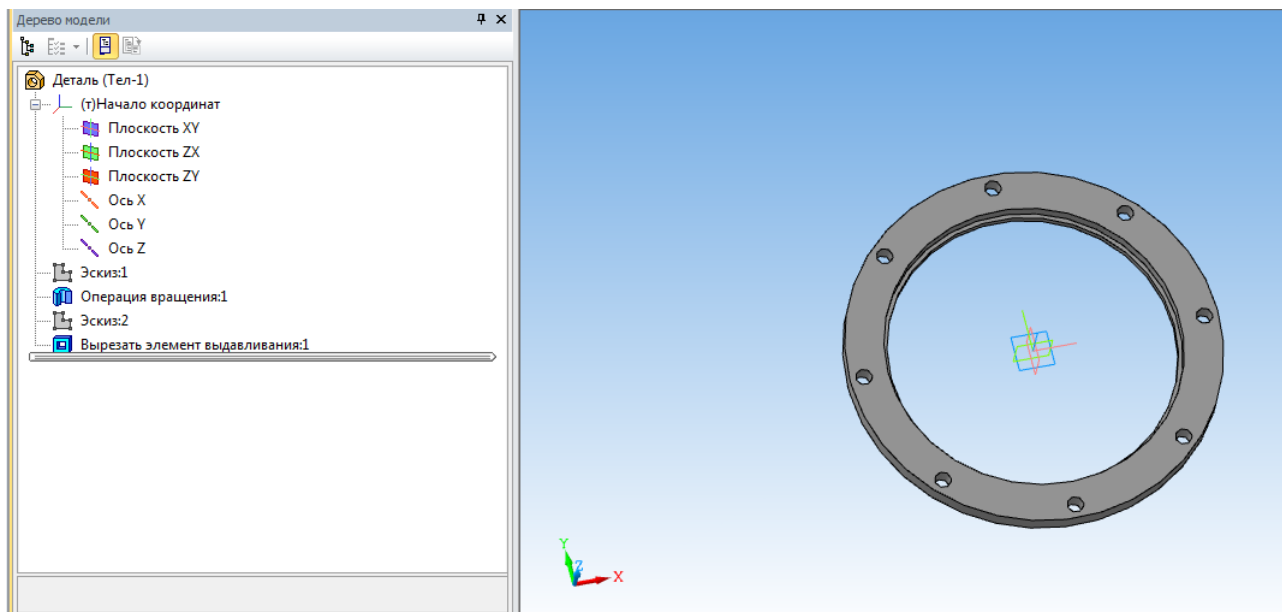 Дерево модели
Деталь (Тел-1)
(т)Начало координат
Плоскость XY
Плоскость ZX
Плоскость ZY
Ось X
Ось Y
Ось Z
Эскиз:1
Операция вращения:1
Эскиз:2
Вырезать элемент выдавливания:1
Y
Z
X